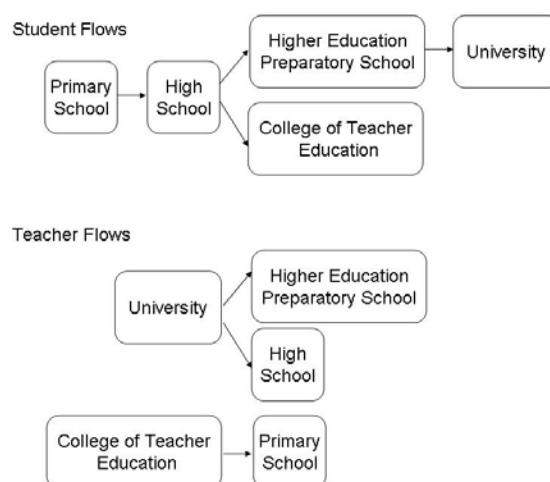 Student Flows
Primary
School
High
School
Higher Education
Preparatory School
University
College of Teacher
Education
Teacher Flows
University
Higher Education
Preparatory School
High
School
College of Teacher
Education
Primary
School